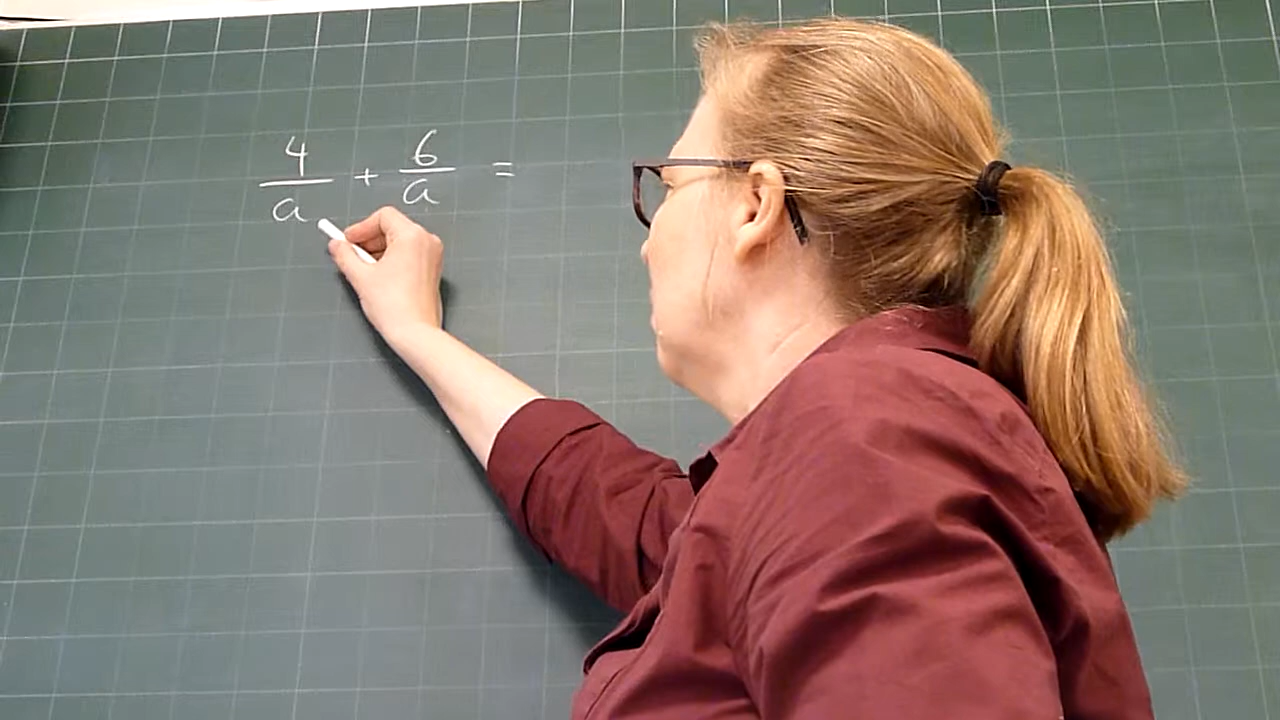 4/a + 6/a =